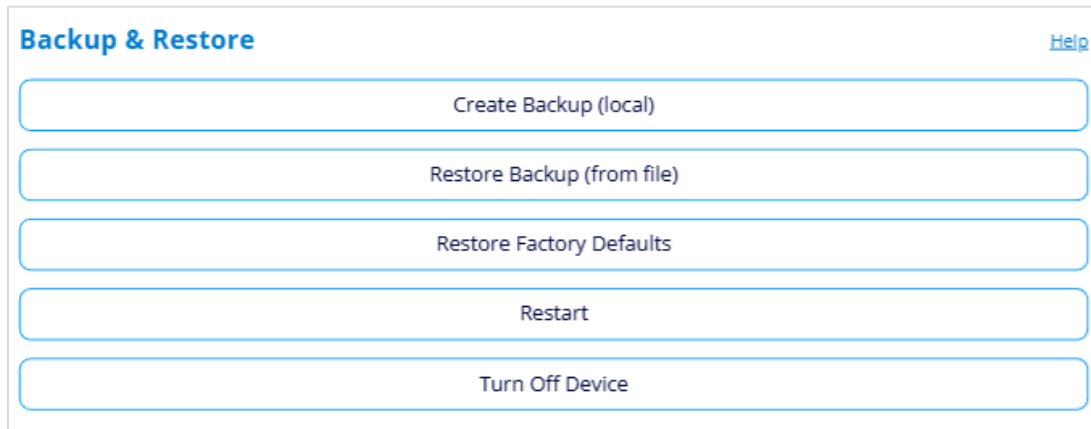 Backup & Restore
Help
Create Backup (local)
Restore Backup (from file)
Restore Factory Defaults
Restart
Turn Off Device